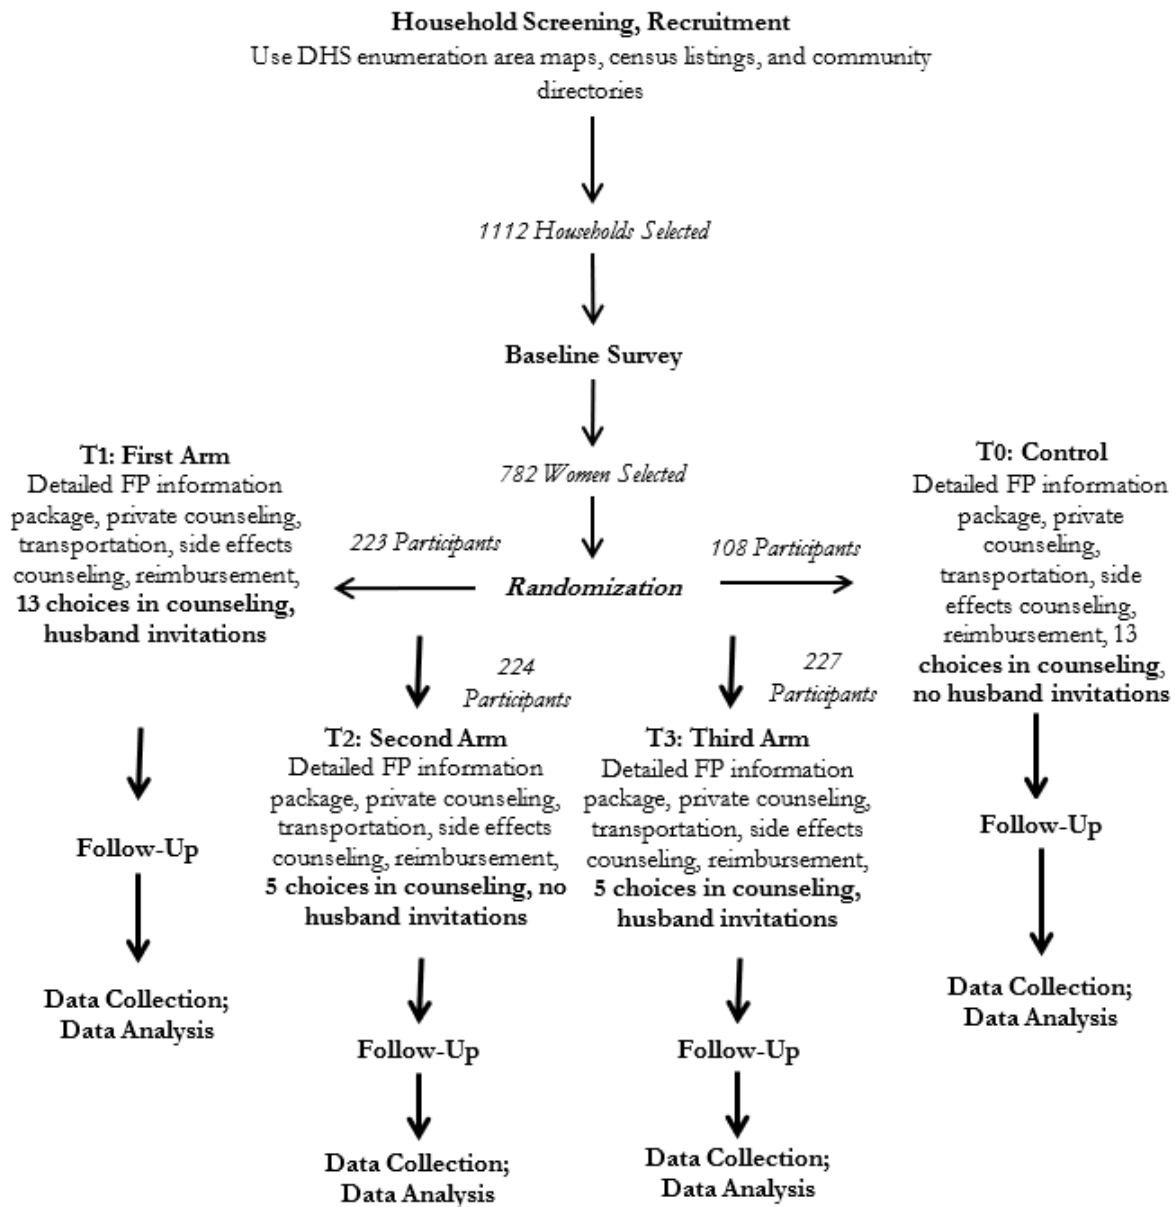 Household Screening, Recruitment
Use DHS enumeration area maps, census listings, and community
directories
1112 Households Selected
Baseline Survey
782 Women Selected
Randomization
223 Participants
T1: First Arm
Detailed FP information
package, private counseling,
transportation, side effects
counseling, reimbursement,
13 choices in counseling,
husband invitations
Follow-Up
Data Collection;
Data Analysis
224
Participants
T2: Second Arm
Detailed FP information
package, private counseling,
transportation, side effects
counseling, reimbursement,
5 choices in counseling, no
husband invitations
Follow-Up
Data Collection;
Data Analysis
227
Participants
T3: Third Arm
Detailed FP information
package, private counseling,
transportation, side effects
counseling, reimbursement,
5 choices in counseling,
husband invitations
Follow-Up
Data Collection;
Data Analysis
108 Participants
T0: Control
Detailed FP information
package, private
counseling,
transportation, side
effects counseling,
reimbursement, 13
choices in counseling,
no husband invitations
Follow-Up
Data Collection;
Data Analysis